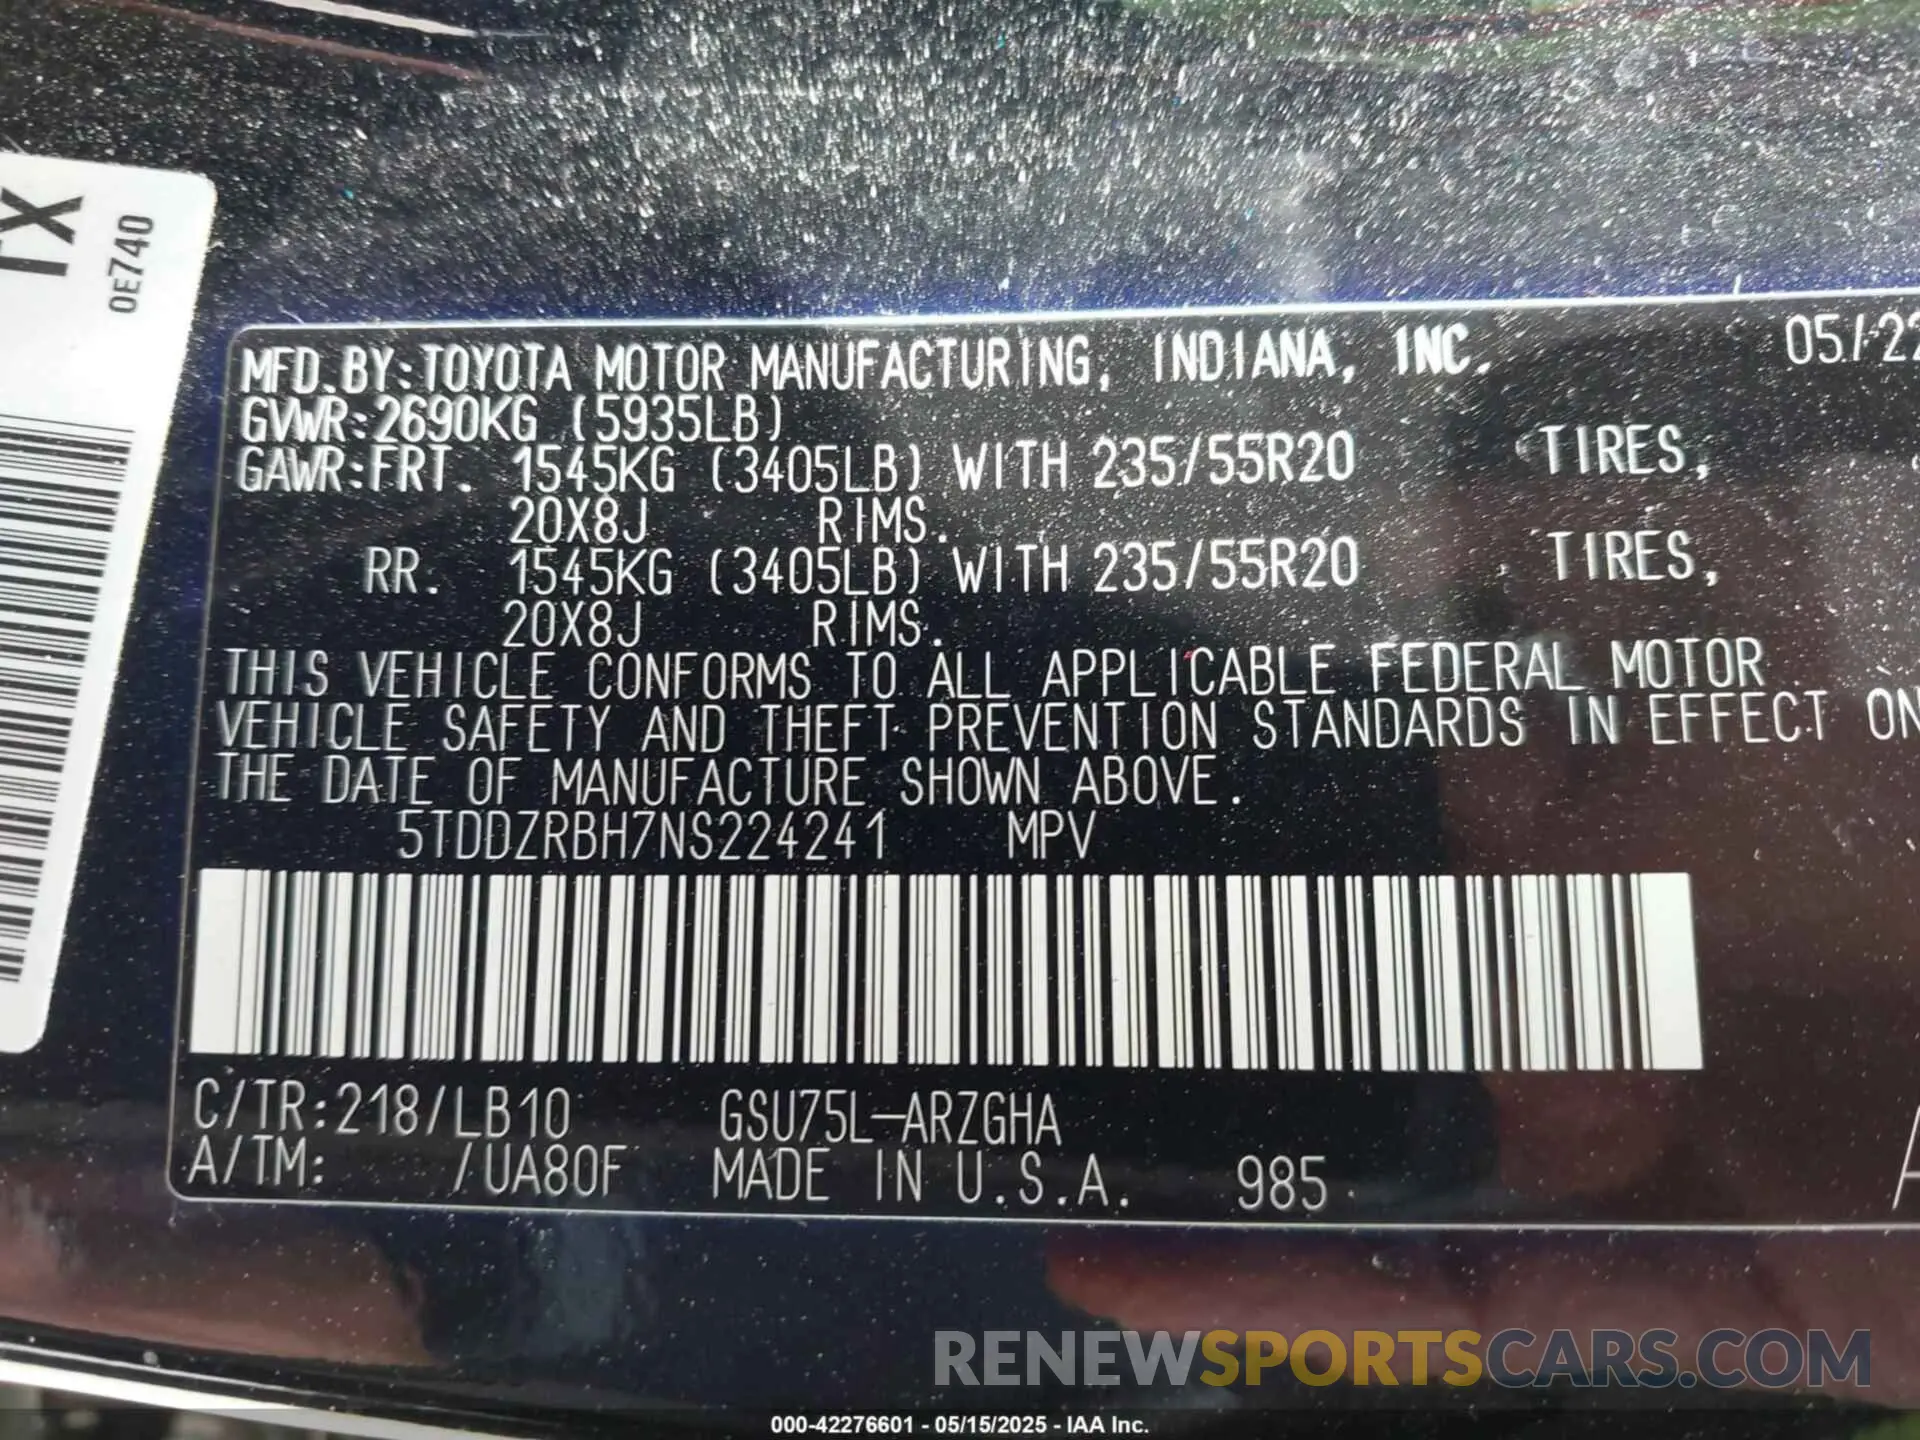 TX
0E740
MFD.BY:TOYOTA MOTOR MANUFACTURING, INDIANA, INC. 05/22
GVWR:2690KG (5935LB)
GAWR:FRT. 1545KG (3405LB) WITH 235/55R20 TIRES,
20X8J RIMS.
RR. 1545KG (3405LB) WITH 235/55R20 TIRES,
20X8J RIMS.
THIS VEHICLE CONFORMS TO ALL APPLICABLE FEDERAL MOTOR
VEHICLE SAFETY AND THEFT PREVENTION STANDARDS IN EFFECT ON
THE DATE OF MANUFACTURE SHOWN ABOVE.
5TDDZRBH7NS224241 MPV
C/TR:218/LB10 GSU75L-ARZGHA
A/TM: /UA80F MADE IN U.S.A. 985
RENEWSPORTSCARS.COM
000-42276601 - 05/15/2025 - IAA Inc.